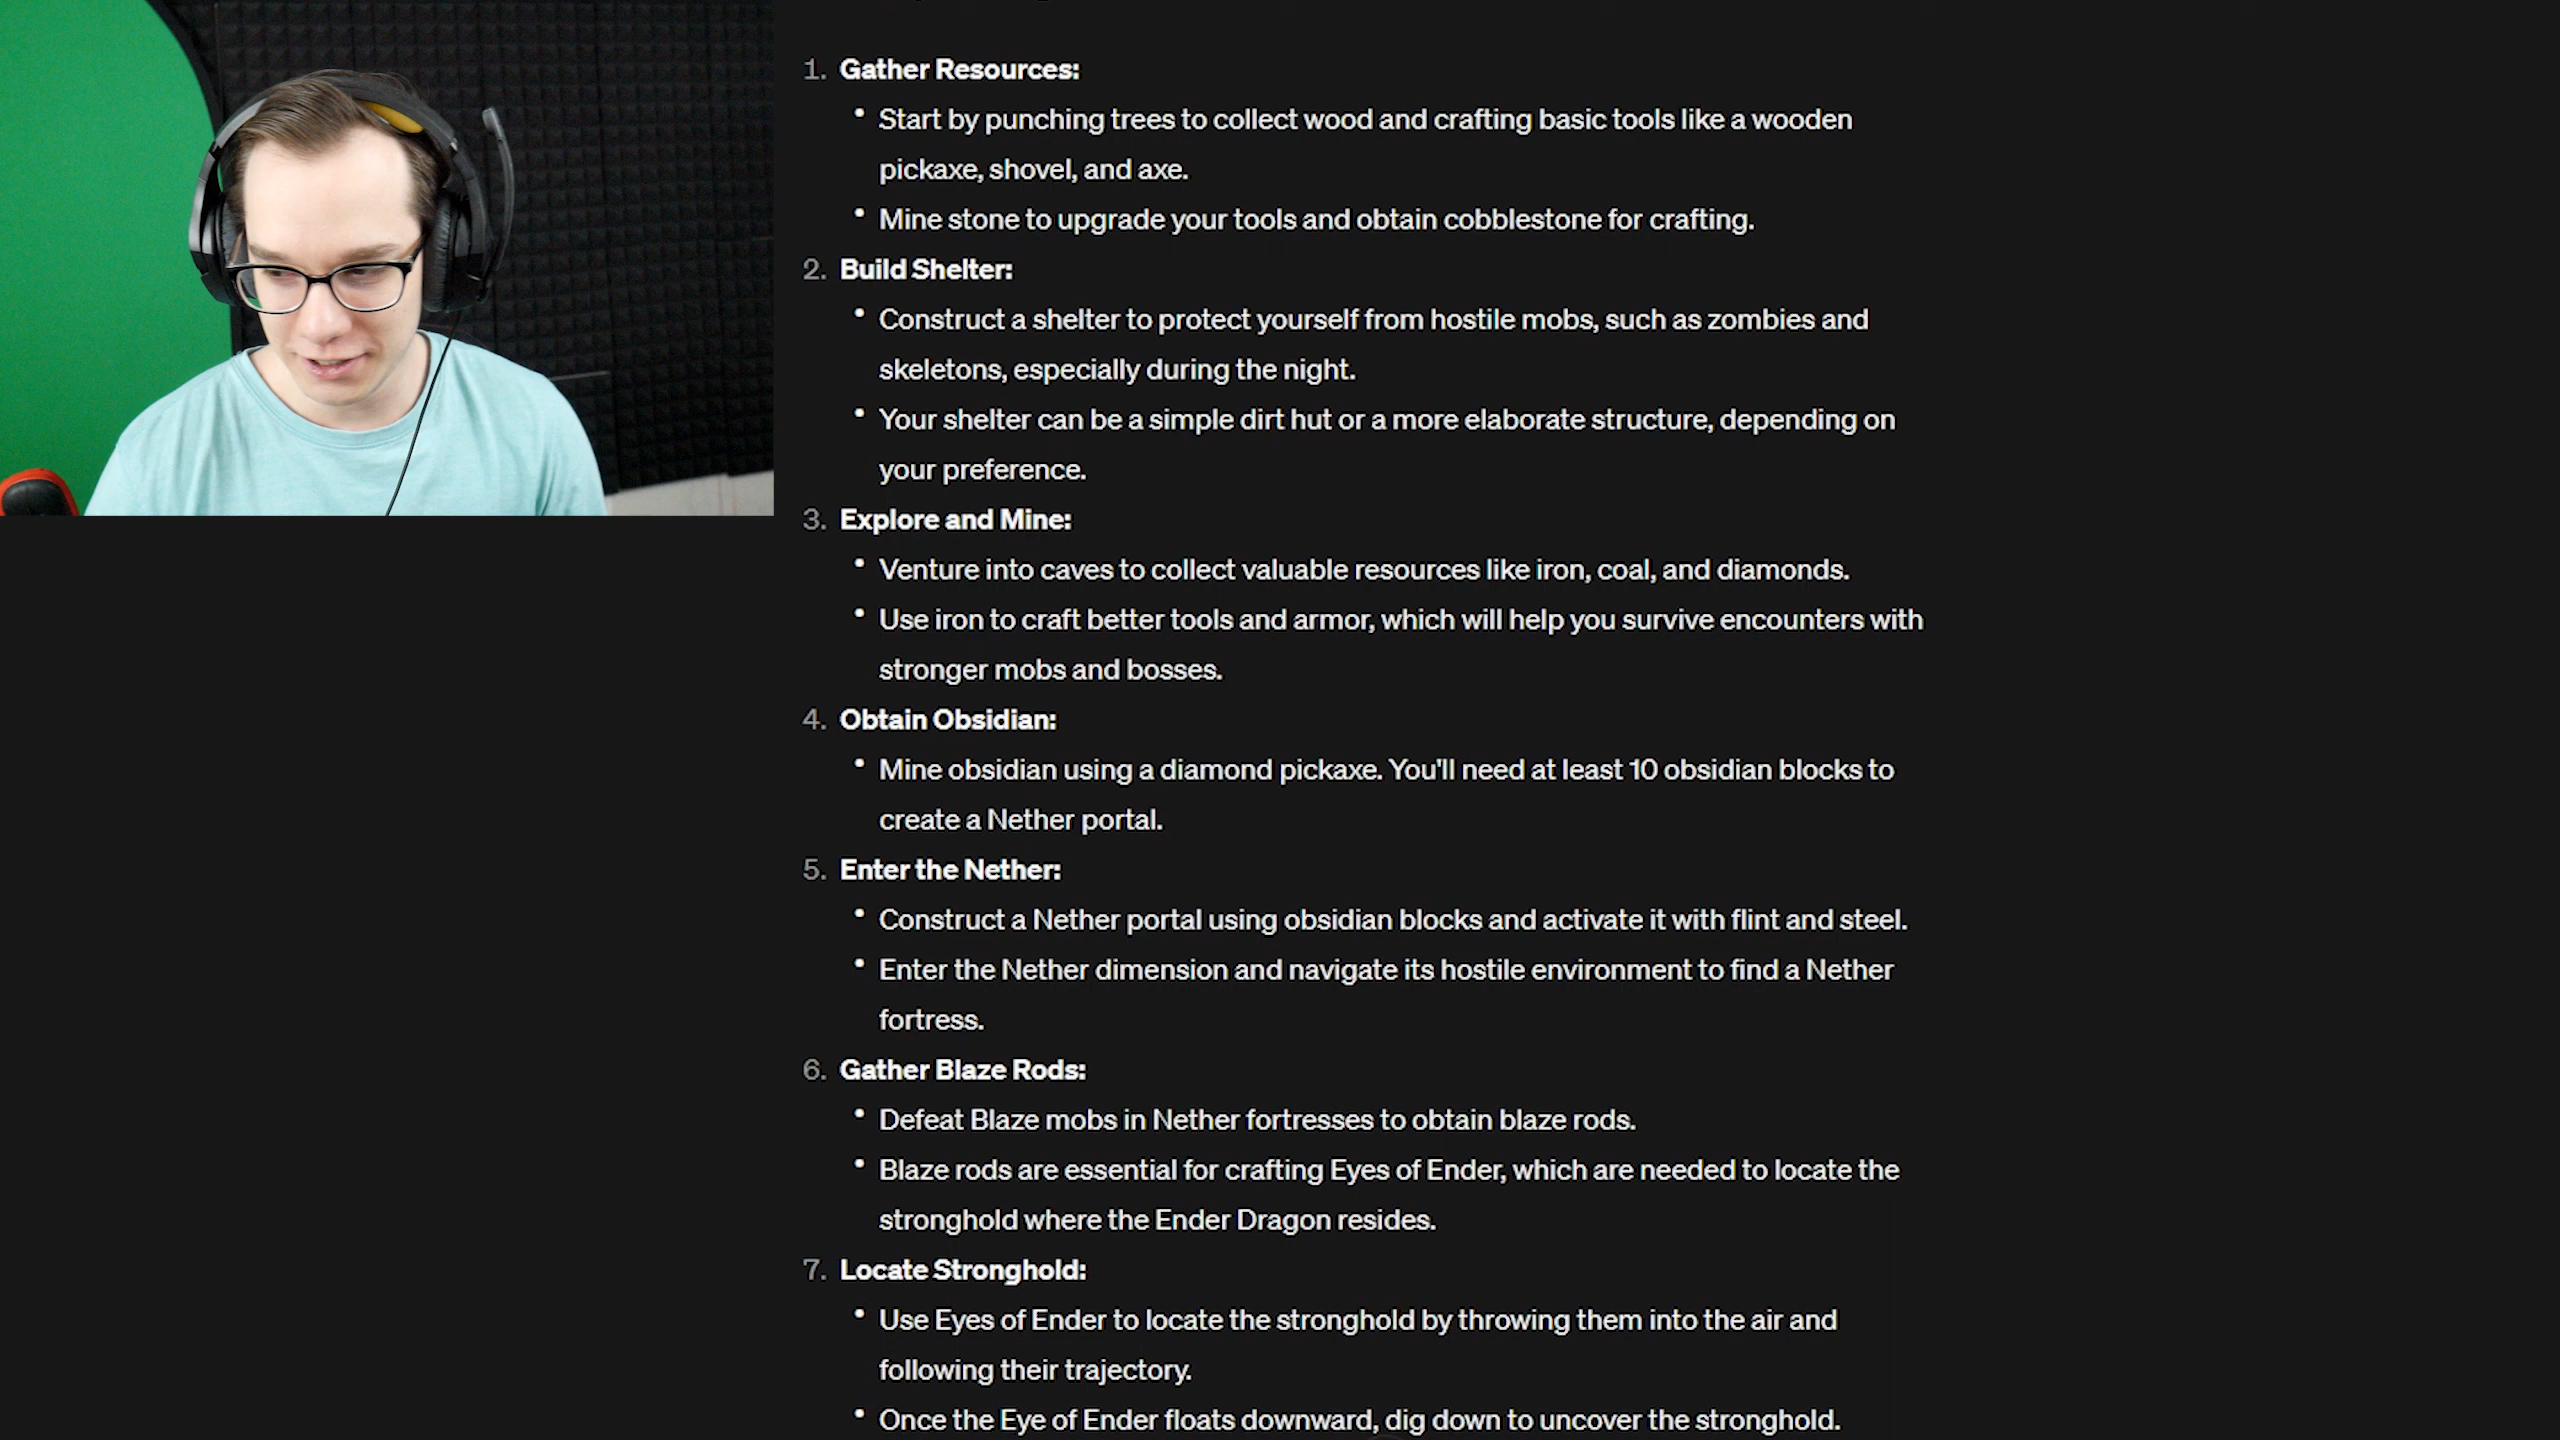 1. Gather Resources:
• Start by punching trees to collect wood and crafting basic tools like a wooden
pickaxe, shovel, and axe.
• Mine stone to upgrade your tools and obtain cobblestone for crafting.
2. Build Shelter:
• Construct a shelter to protect yourself from hostile mobs, such as zombies and
skeletons, especially during the night.
• Your shelter can be a simple dirt hut or a more elaborate structure, depending on
your preference.
3. Explore and Mine:
• Venture into caves to collect valuable resources like iron, coal, and diamonds.
• Use iron to craft better tools and armor, which will help you survive encounters with
stronger mobs and bosses.
4. Obtain Obsidian:
• Mine obsidian using a diamond pickaxe. You'll need at least 10 obsidian blocks to
create a Nether portal.
5. Enter the Nether:
• Construct a Nether portal using obsidian blocks and activate it with flint and steel.
• Enter the Nether dimension and navigate its hostile environment to find a Nether
fortress.
6. Gather Blaze Rods:
• Defeat Blaze mobs in Nether fortresses to obtain blaze rods.
• Blaze rods are essential for crafting Eyes of Ender, which are needed to locate the
stronghold where the Ender Dragon resides.
7. Locate Stronghold:
• Use Eyes of Ender to locate the stronghold by throwing them into the air and
following their trajectory.
• Once the Eye of Ender floats downward, dig down to uncover the stronghold.